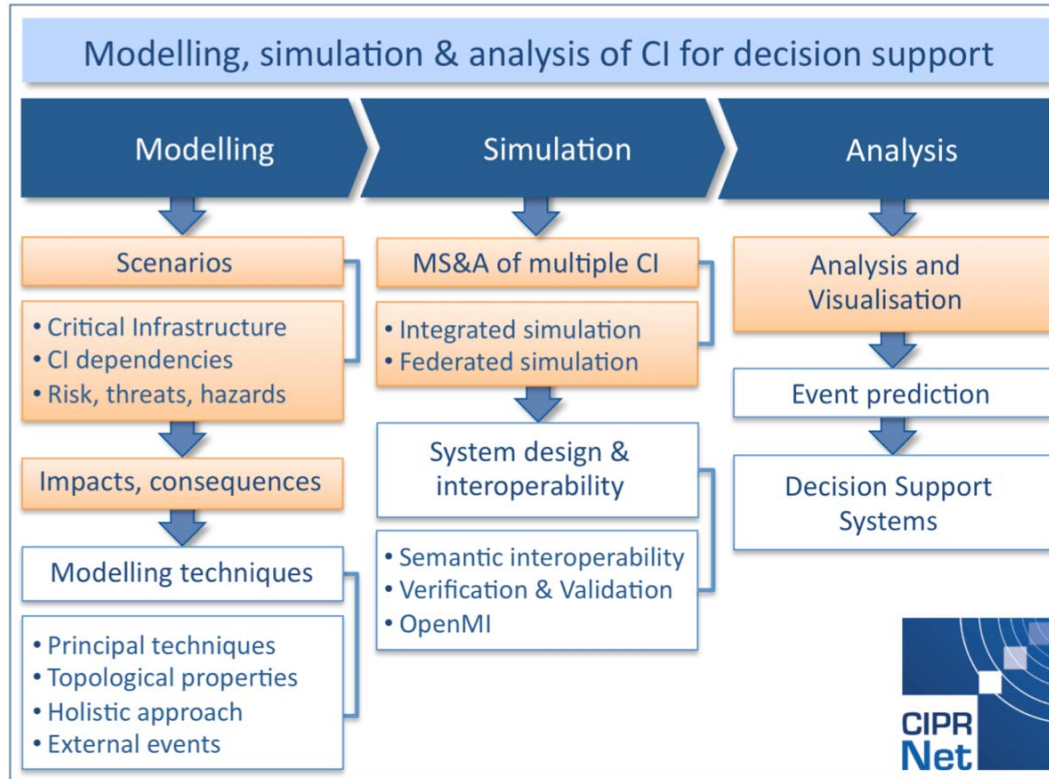 Modelling, simulation & analysis of CI for decision support
Modelling
Simulation
Analysis
Scenarios
• Critical Infrastructure
• CI dependencies
• Risk, threats, hazards
Impacts, consequences
Modelling techniques
• Principal techniques
• Topological properties
• Holistic approach
• External events
MS&A of multiple CI
• Integrated simulation
• Federated simulation
System design &
interoperability
• Semantic interoperability
• Verification & Validation
• OpenMI
Analysis and
Visualisation
Event prediction
Decision Support
Systems
CIPR
Net